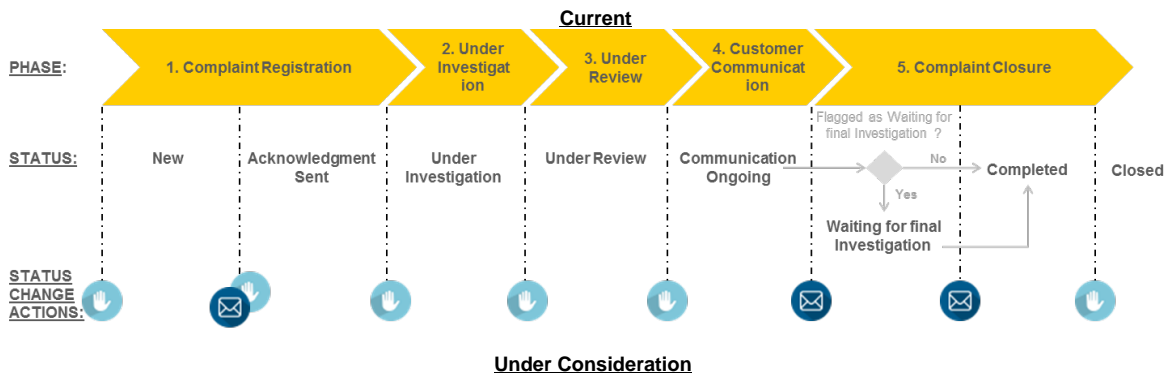 Current
PHASE:
1. Complaint Registration
2. Under
Investigat
ion
3. Under
Review
4. Customer
Communicat
ion
5. Complaint Closure
Flagged as Waiting for
final Investigation ?
STATUS:
New
Acknowledgment
Sent
Under
Investigation
Under Review
Communication
Ongoing
No
Completed
Closed
Yes
Waiting for final
Investigation
STATUS
CHANGE
ACTIONS:
Under Consideration